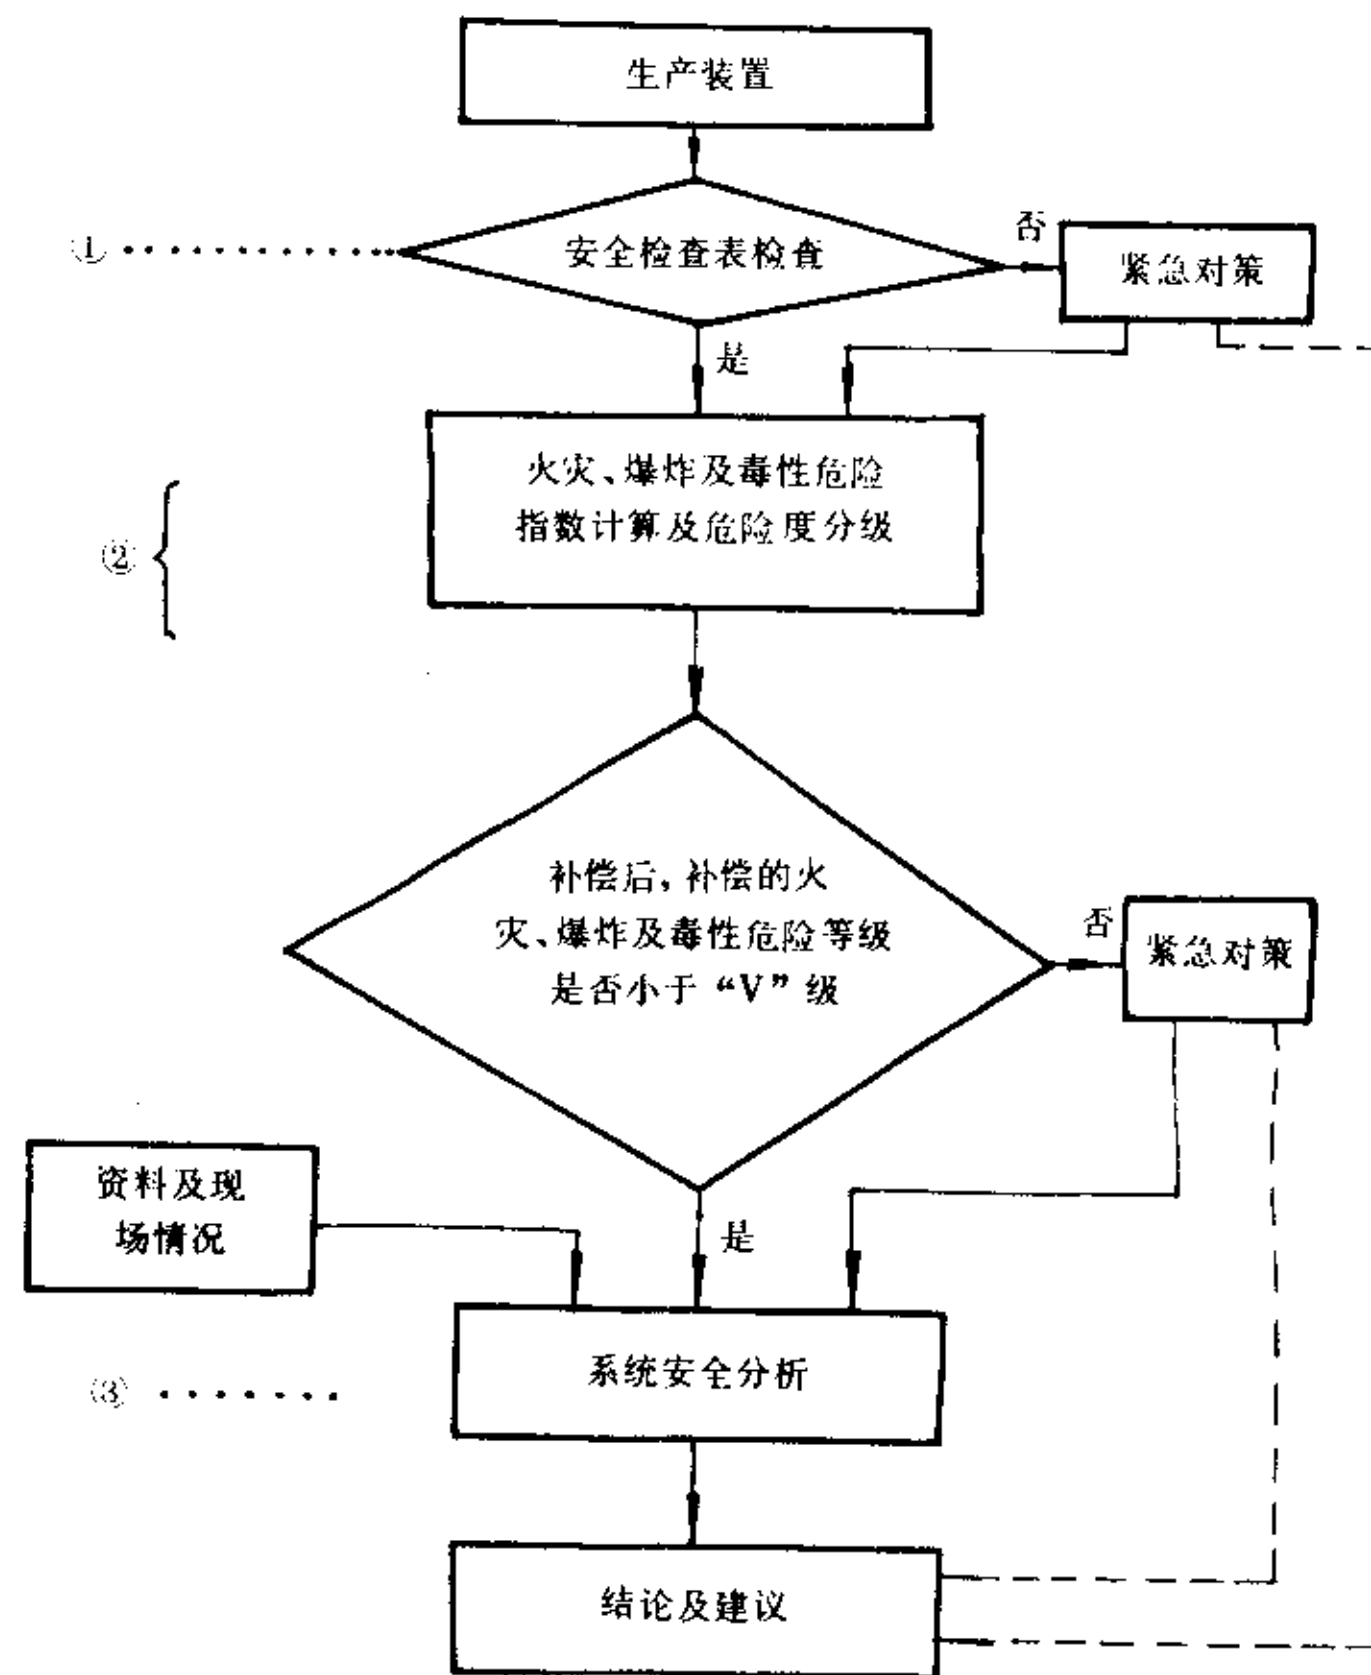 生产装置
①
安全检查表检查
否
紧急对策
是
火灾、爆炸及毒性危险
指数计算及危险度分级
②
补偿后,补偿的火
灾、爆炸及毒性危险等级
是否小于“V”级
否
紧急对策
资料及现
场情况
是
系统安全分析
③
结论及建议